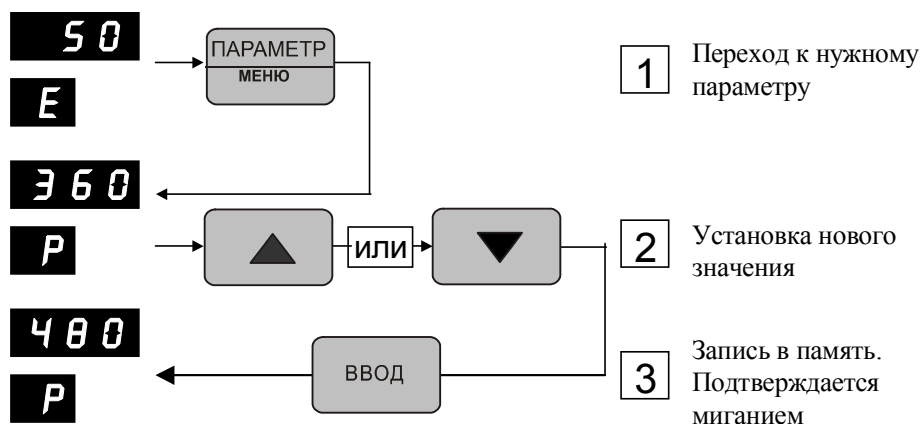 50
ПАРАМЕТР
МЕНЮ
1
Переход к нужному
параметру
E
360
P
ИЛИ
2
Установка нового
значения
480
P
ВВОД
3
Запись в память.
Подтверждается
миганием